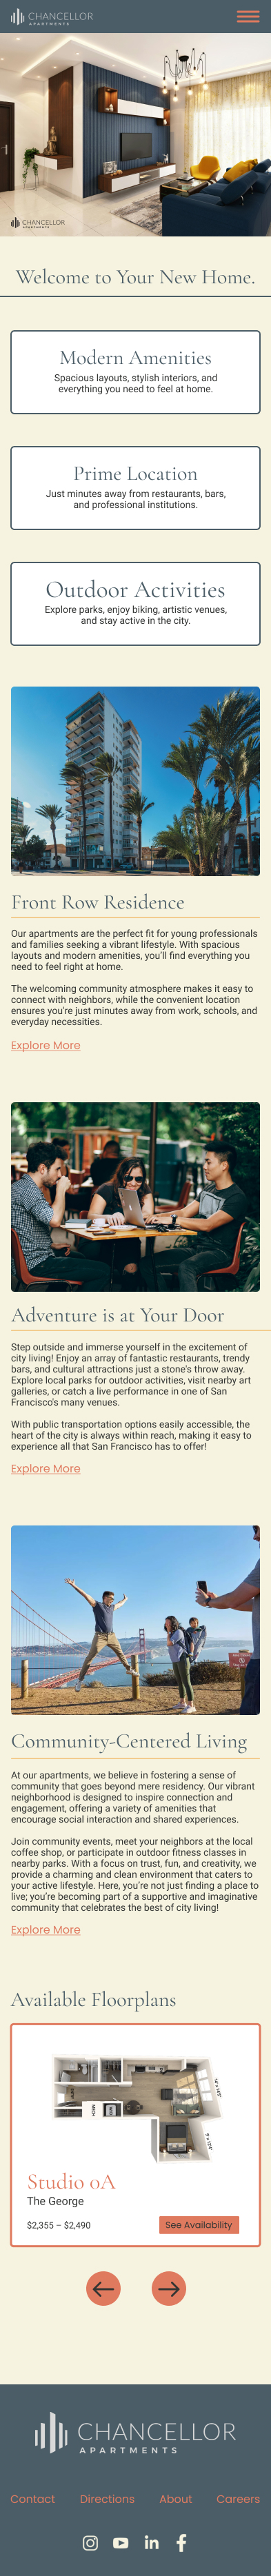 CHANCELLOR
APARTMENTS
CHANCELLOR
APARTMENTS
Welcome to Your New Home.
Modern Amenities
Spacious layouts, stylish interiors, and
everything you need to feel at home.
Prime Location
Just minutes away from restaurants, bars,
and professional institutions.
Outdoor Activities
Explore parks, enjoy biking, artistic venues,
and stay active in the city.
Front Row Residence
Our apartments are the perfect fit for young professionals
and families seeking a vibrant lifestyle. With spacious
layouts and modern amenities, you'll find everything you
need to feel right at home.
The welcoming community atmosphere makes it easy to
connect with neighbors, while the convenient location
ensures you're just minutes away from work, schools, and
everyday necessities.
Explore More
Adventure is at Your Door
Step outside and immerse yourself in the excitement of
city living! Enjoy an array of fantastic restaurants, trendy
bars, and cultural attractions just a stone's throw away.
Explore local parks for outdoor activities, visit nearby art
galleries, or catch a live performance in one of San
Francisco's many venues.
With public transportation options easily accessible, the
heart of the city is always within reach, making it easy to
experience all that San Francisco has to offer!
Explore More
Community-Centered Living
At our apartments, we believe in fostering a sense of
community that goes beyond mere residency. Our vibrant
neighborhood is designed to inspire connection and
engagement, offering a variety of amenities that
encourage social interaction and shared experiences.
Join community events, meet your neighbors at the local
coffee shop, or participate in outdoor fitness classes in
nearby parks. With a focus on trust, fun, and creativity, we
provide a charming and clean environment that caters to
your active lifestyle. Here, you're not just finding a place to
live; you're becoming part of a supportive and imaginative
community that celebrates the best of city living!
Explore More
Available Floorplans
MECH
Studio 0A
The George
$2,355 – $2,490
See Availability
CHANCELLOR
APARTMENTS
Contact Directions About Careers